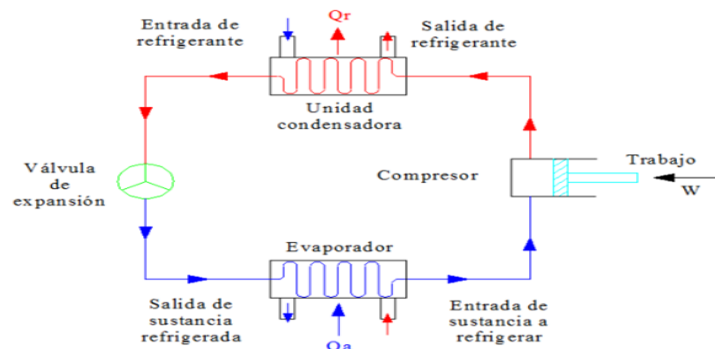 Entrada de
refrigerante
Qr
Salida de
refrigerante
Unidad
condensadora
Válvula
de
expansión
Compresor
Trabajo
W
Evaporador
Salida de
sustancia
refrigerada
Qa
Entrada de
sustancia a
refrigerar